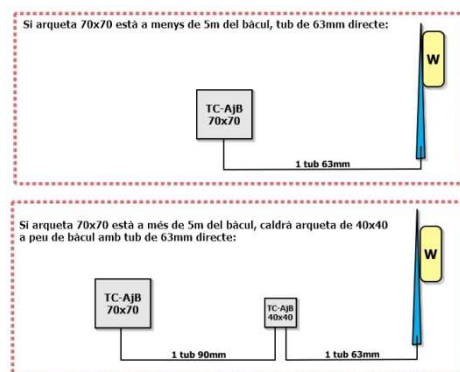 Si arqueta 70x70 està a menys de 5m del bàcul, tub de 63mm directe:
W
TC-AjB
70x70
1 tub 63mm
Si arqueta 70x70 està a més de 5m del bàcul, caldrà arqueta de 40x40
a peu de bàcul amb tub de 63mm directe:
W
TC-AjB
70x70
TC-AjB
40x40
1 tub 90mm
1 tub 63mm